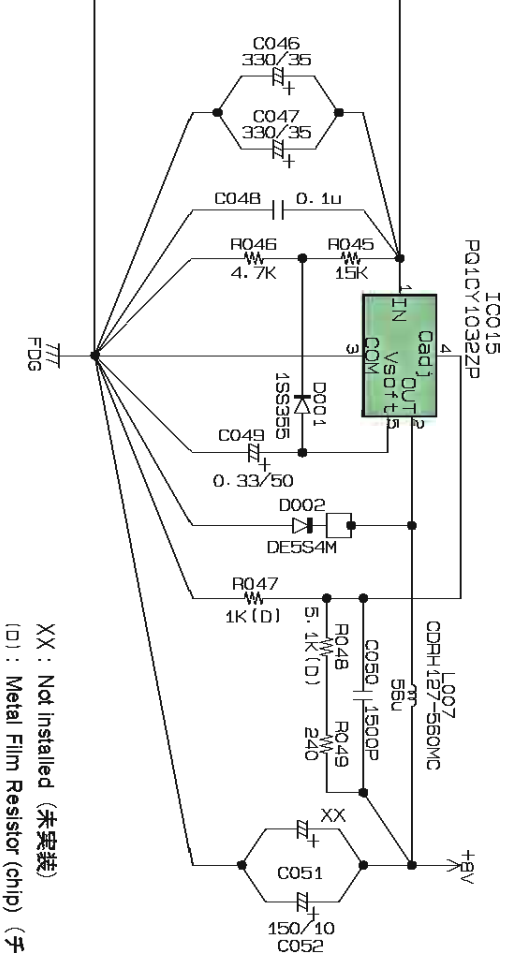 C046
330/35
+
C047
330/35
+
C048 0.1u
R046
4.7K
R045
15K
IC015
PQ1CY1032ZP
1
IN
Oadj
4
OUT
2
Vsoft
5
COM
3
FDG
D001
1SS355
C049
+
0.33/50
D002
DE5S4M
R047
1K(D)
R048
5.1K(D)
R049
240
C050
1500P
L007
CDRH127-560MC
56u
+8V
XX
+
C051
+
150/10
C052
XX : Not installed (未実装)
(D) : Metal Film Resistor (chip) (チ